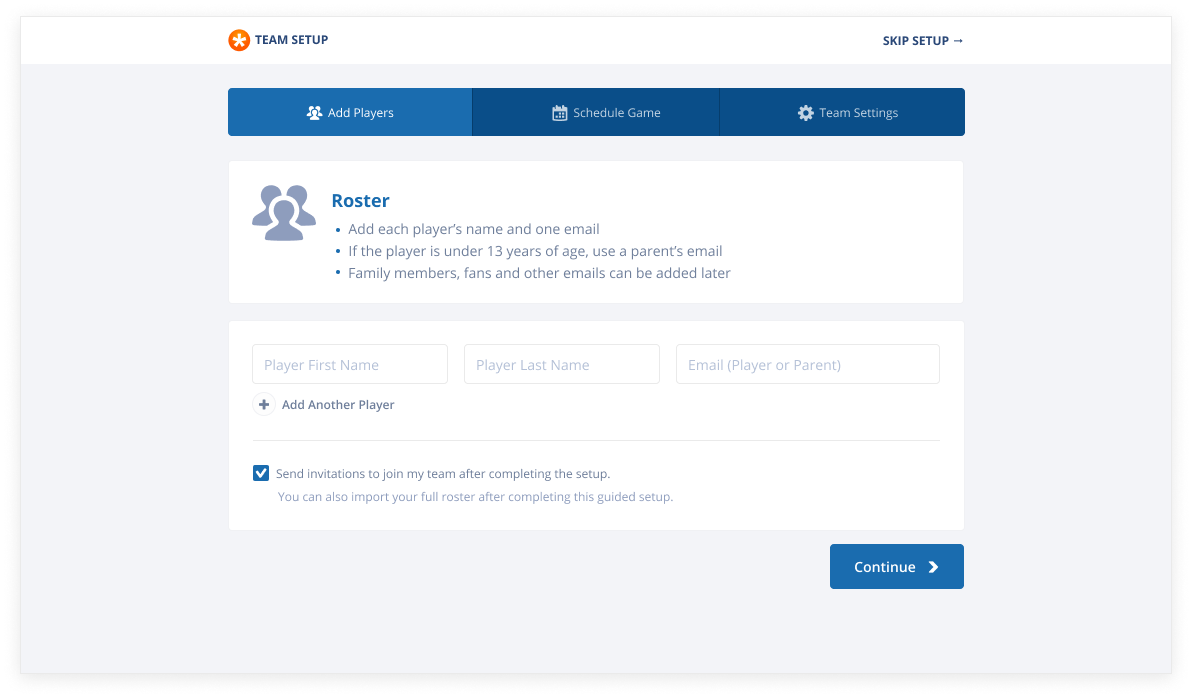 TEAM SETUP
SKIP SETUP →
Add Players
Schedule Game
Team Settings
Roster
• Add each player’s name and one email
• If the player is under 13 years of age, use a parent’s email
• Family members, fans and other emails can be added later
Player First Name
Player Last Name
Email (Player or Parent)
Add Another Player
Send invitations to join my team after completing the setup.
You can also import your full roster after completing this guided setup.
Continue